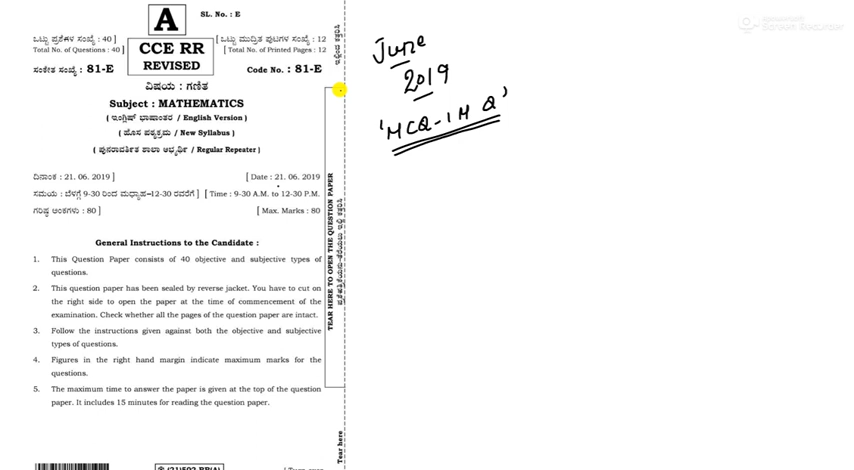 A
SL. No. : E
ಒಟ್ಟು ಪ್ರಶ್ನೆಗಳ ಸಂಖ್ಯೆ : 40 ]
Total No. of Questions : 40 ]
CCE RR
REVISED
[ ಒಟ್ಟು ಮುದ್ರಿತ ಪುಟಗಳ ಸಂಖ್ಯೆ : 12
[ Total No. of Printed Pages : 12
ಸಂಕೇತ ಸಂಖ್ಯೆ : 81-E
Code No. : 81-E
ವಿಷಯ : ಗಣಿತ
Subject : MATHEMATICS
( ಇಂಗ್ಲಿಷ್ ಭಾಷಾಂತರ / English Version )
( ಹೊಸ ಪಠ್ಯಕ್ರಮ / New Syllabus )
( ಪುನರಾವರ್ತಿತ ಶಾಲಾ ಅಭ್ಯರ್ಥಿ / Regular Repeater )
ದಿನಾಂಕ : 21. 06. 2019 ]
[ Date : 21. 06. 2019
ಸಮಯ : ಬೆಳಗ್ಗೆ 9-30 ರಿಂದ ಮಧ್ಯಾಹ್ನ-12-30 ರವರೆಗೆ ]
[ Time : 9-30 A.M. to 12-30 P.M.
ಗರಿಷ್ಠ ಅಂಕಗಳು : 80 ]
[ Max. Marks : 80
General Instructions to the Candidate :
1. This Question Paper consists of 40 objective and subjective types of
questions.
2. This question paper has been sealed by reverse jacket. You have to cut on
the right side to open the paper at the time of commencement of the
examination. Check whether all the pages of the question paper are intact.
3. Follow the instructions given against both the objective and subjective
types of questions.
4. Figures in the right hand margin indicate maximum marks for the
questions.
5. The maximum time to answer the paper is given at the top of the question
paper. It includes 15 minutes for reading the question paper.
TEAR HERE TO OPEN THE QUESTION PAPER
Tear here
June
2019
'MCQ-1M Q'